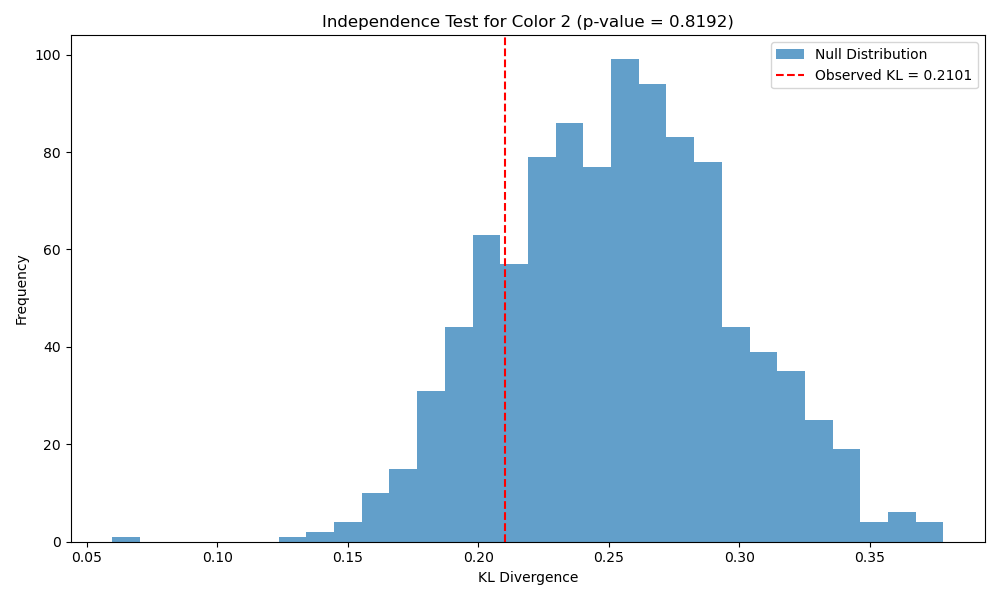 Independence Test for Color 2 (p-value = 0.8192)
Null Distribution
Observed KL = 0.2101
Frequency
100
80
60
40
20
0
0.05 0.10 0.15 0.20 0.25 0.30 0.35
KL Divergence